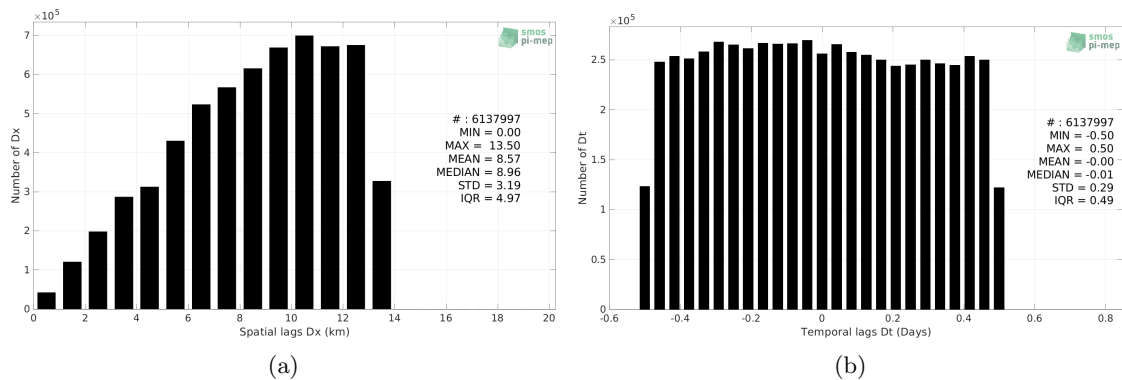 ×10⁵
7
6
5
4
3
2
1
0
Number of Dx
0 2 4 6 8 10 12 14 16 18 20
Spatial lags Dx (km)
smos
pi-mep
# : 6137997
MIN = 0.00
MAX = 13.50
MEAN = 8.57
MEDIAN = 8.96
STD = 3.19
IQR = 4.97
(a)
×10⁵
2.5
2
1.5
1
0.5
0
Number of Dt
-0.6 -0.4 -0.2 0 0.2 0.4 0.6 0.8
Temporal lags Dt (Days)
smos
pi-mep
# : 6137997
MIN = -0.50
MAX = 0.50
MEAN = -0.00
MEDIAN = -0.01
STD = 0.29
IQR = 0.49
(b)